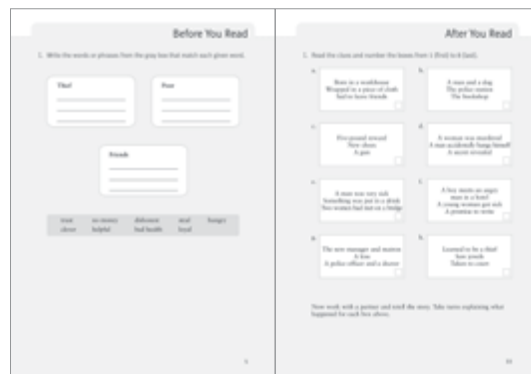 Before You Read
1. Write the words or phrases from the gray box that match each given word.
Thief
Poor
Friends
trust no money dishonest steal hungry
clever helpful bad health loyal
5
After You Read
1. Read the clues and number the boxes from 1 (first) to 8 (last).
a.
Born in a workhouse
Wrapped in a piece of cloth
Had no friends
b.
A man and a dog
The police station
The bookshop
c.
Five-pound reward
New clothes
A gun
d.
A woman was murdered
A man accidentally hangs himself
A secret revealed
e.
A man was very sick
Something was put in a drink
Two women had met on a bridge
f.
A boy meets an angry
man in a hotel
A young woman got sick
A promise to write
g.
The new manager and matron
A kiss
A police officer and a doctor
h.
Learned to be a thief
Taken to court
Now work with a partner and retell the story. Take turns explaining what
happened for each box above.